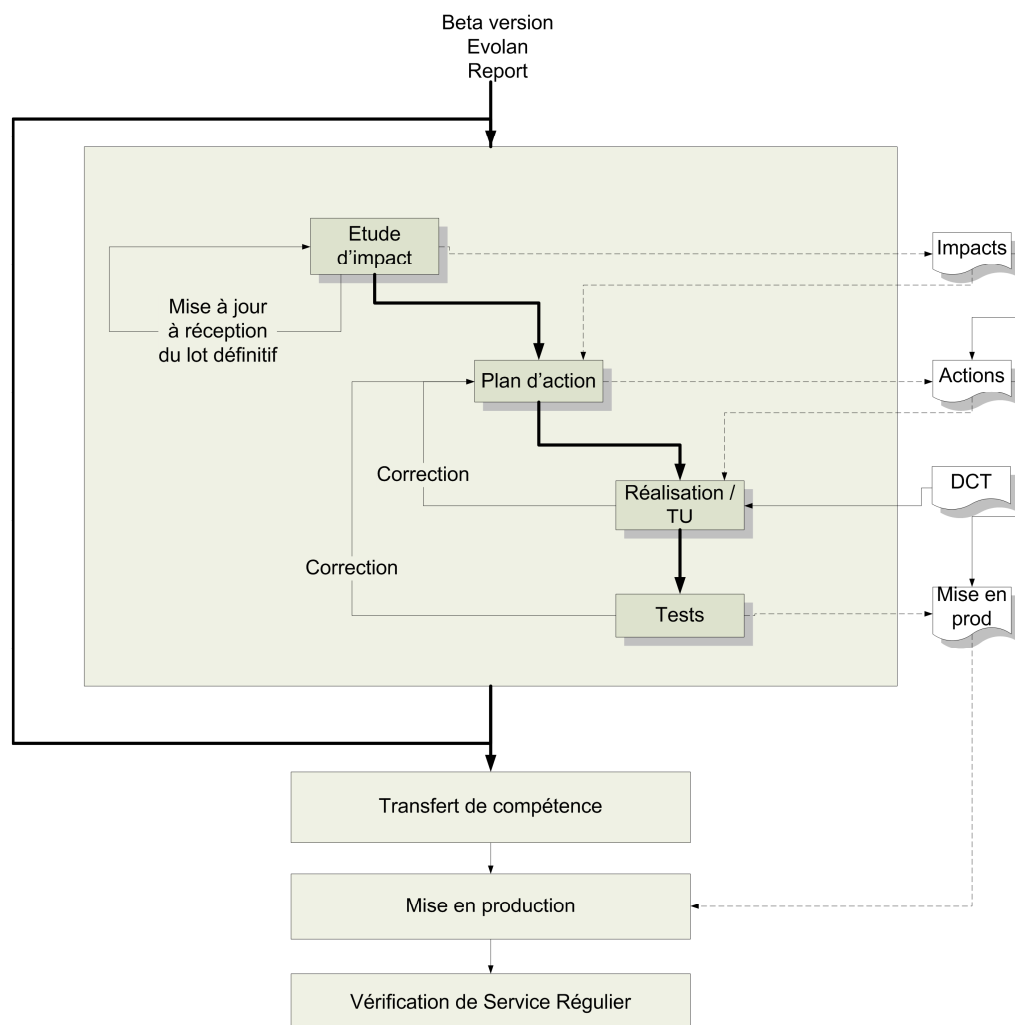 Beta version
Evolan
Report
Etude
d'impact
Impacts
Mise à jour
à réception
du lot définitif
Plan d'action
Actions
Correction
DCT
Réalisation /
TU
Correction
Mise en
prod
Tests
Transfert de compétence
Mise en production
Vérification de Service Régulier